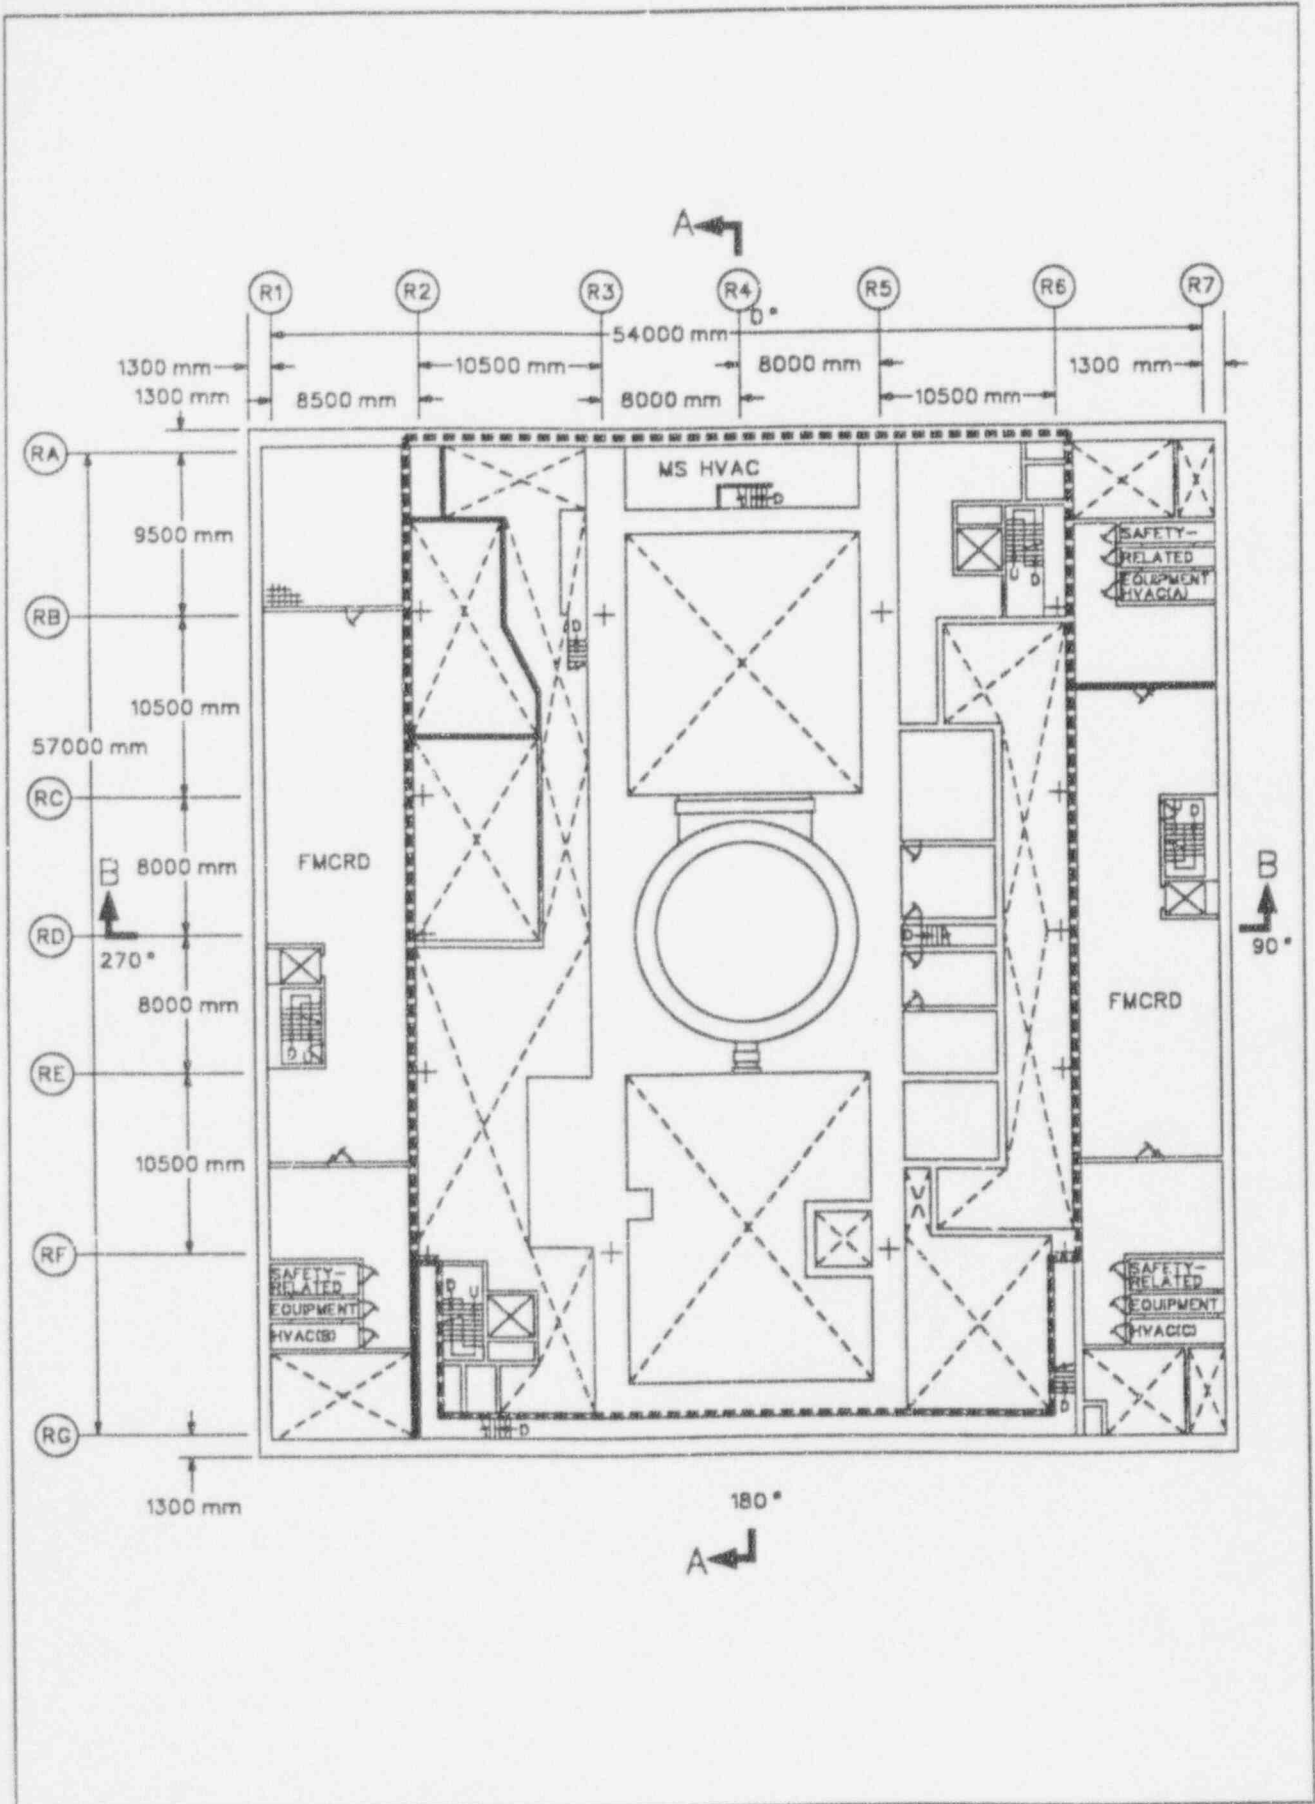 A
R1 R2 R3 R4 R5 R6 R7
0°
54000 mm
1300 mm 10500 mm 8000 mm 1300 mm
1300 mm 8500 mm 8000 mm 10500 mm
RA
MS HVAC
D
9500 mm
SAFETY-
RELATED
EQUIPMENT
HVAC(A)
U D
RB
D
10500 mm
57000 mm
RC
U D
B 8000 mm FMCRD B
RD
D
270° 90°
8000 mm FMCRD
D U
RE
10500 mm
RF
SAFETY-
RELATED
EQUIPMENT
HVAC(B)
D U
SAFETY-
RELATED
EQUIPMENT
HVAC(C)
D
RG
D
1300 mm
180°
A